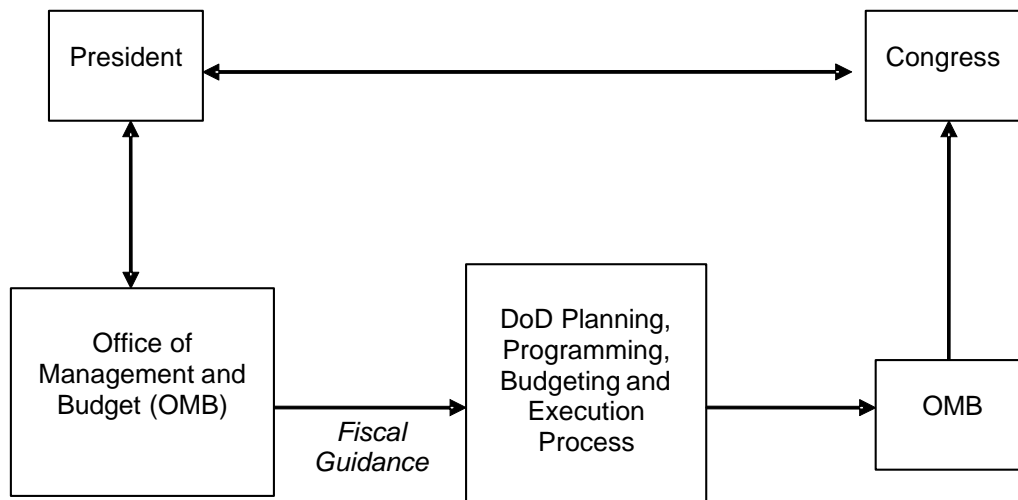 President
Congress
Office of
Management and
Budget (OMB)
Fiscal
Guidance
DoD Planning,
Programming,
Budgeting and
Execution
Process
OMB